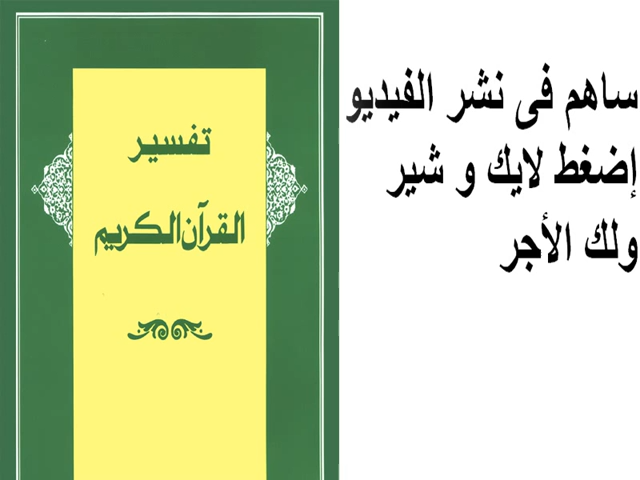 تفسير
القرآن الكريم
ساهم فى نشر الفيديو
إضغط لايك و شير
ولك الأجر